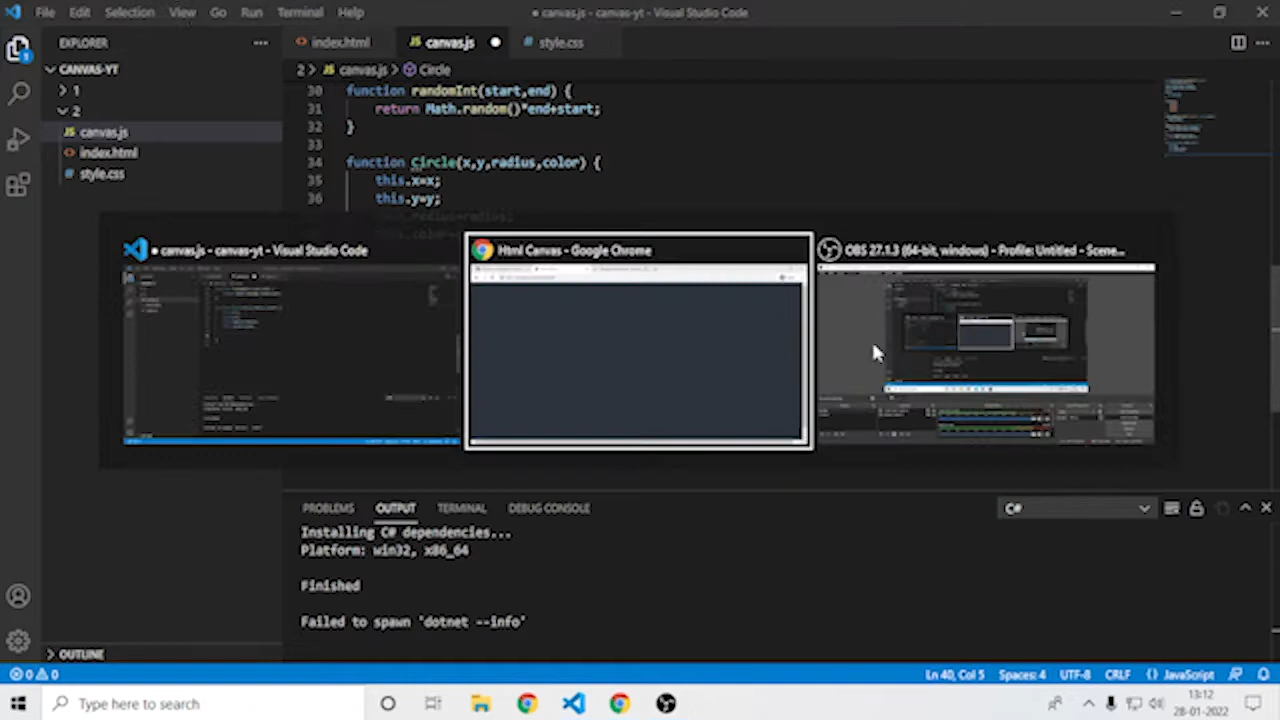 File Edit Selection View Go Run Terminal Help
● canvas.js - canvas-yt - Visual Studio Code
EXPLORER
index.html
JS canvas.js
# style.css
CANVAS-YT
1
2
JS canvas.js
index.html
# style.css
1
2 > JS canvas.js > Circle
30 function randomInt(start,end) {
31 return Math.random()*end+start;
32 }
33
34 function Circle(x,y,radius,color) {
35 this.x=x;
36 this.y=y;
● canvas.js - canvas-yt - Visual Studio Code
Html Canvas - Google Chrome
OBS 27.1.3 (64-bit, windows) - Profile: Untitled - Scene...
PROBLEMS OUTPUT TERMINAL DEBUG CONSOLE
C#
Installing C# dependencies...
Platform: win32, x86_64
Finished
Failed to spawn 'dotnet --info'
OUTLINE
0 0
Ln 40, Col 5 Spaces: 4 UTF-8 CRLF {} JavaScript
Type here to search
13:12
28-01-2022